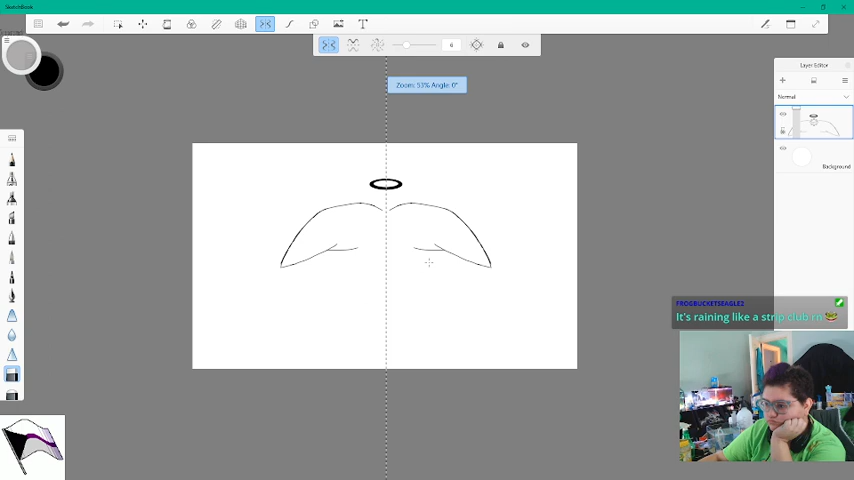 SketchBook
6
Zoom: 53% Angle: 0°
Layer Editor
Normal
Background
FROGBUCKETSEAGLE2
It's raining like a strip club rn